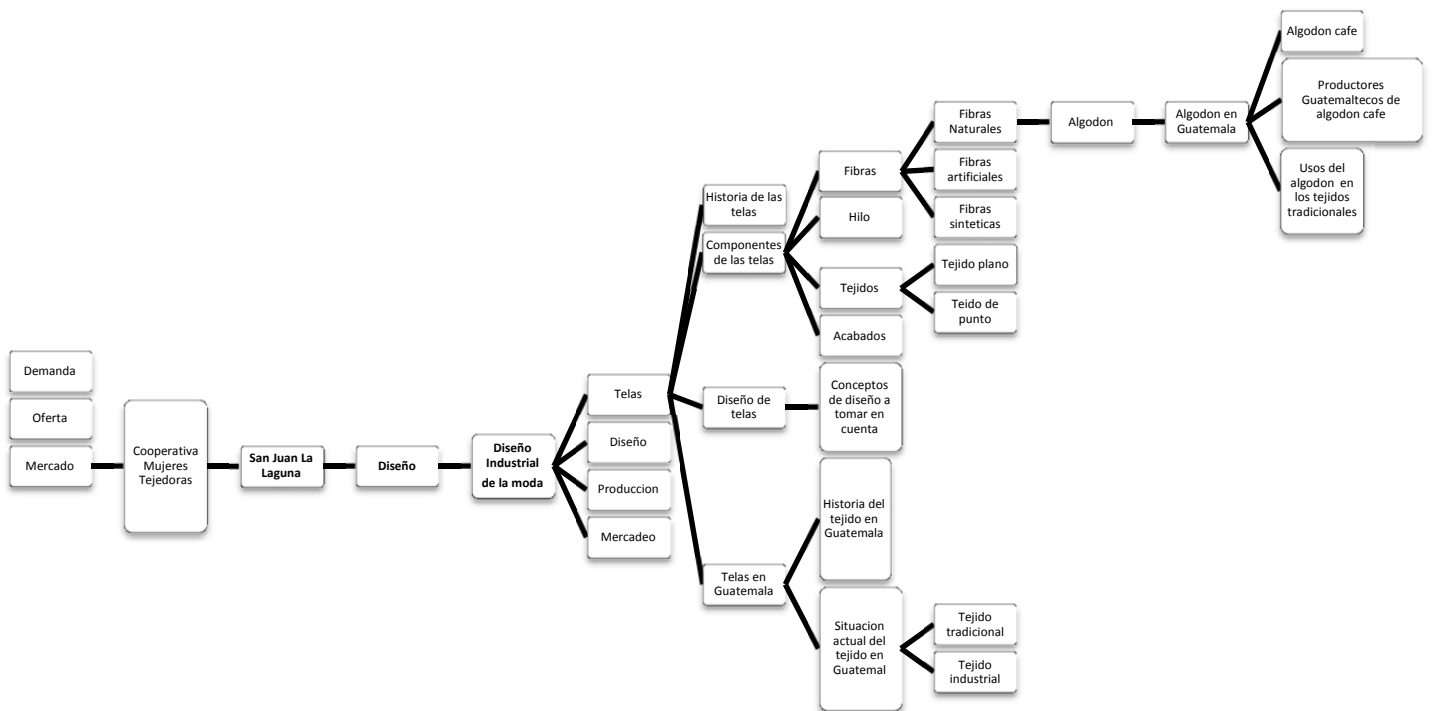 Demanda
Oferta
Mercado
Cooperativa
Mujeres
Tejedoras
San Juan La
Laguna
Diseño
Diseño
Industrial
de la moda
Telas
Diseño
Produccion
Mercadeo
Historia de las
telas
Componentes
de las telas
Diseño de
telas
Telas en
Guatemala
Fibras
Hilo
Tejidos
Acabados
Conceptos
de diseño a
tomar en
cuenta
Historia del
tejido en
Guatemala
Situacion
actual del
tejido en
Guatemal
Fibras
Naturales
Fibras
artificiales
Fibras
sinteticas
Tejido plano
Teido de
punto
Tejido
tradicional
Tejido
industrial
Algodon
Algodon en
Guatemala
Algodon cafe
Productores
Guatemaltecos de
algodon cafe
Usos del
algodon en
los tejidos
tradicionales